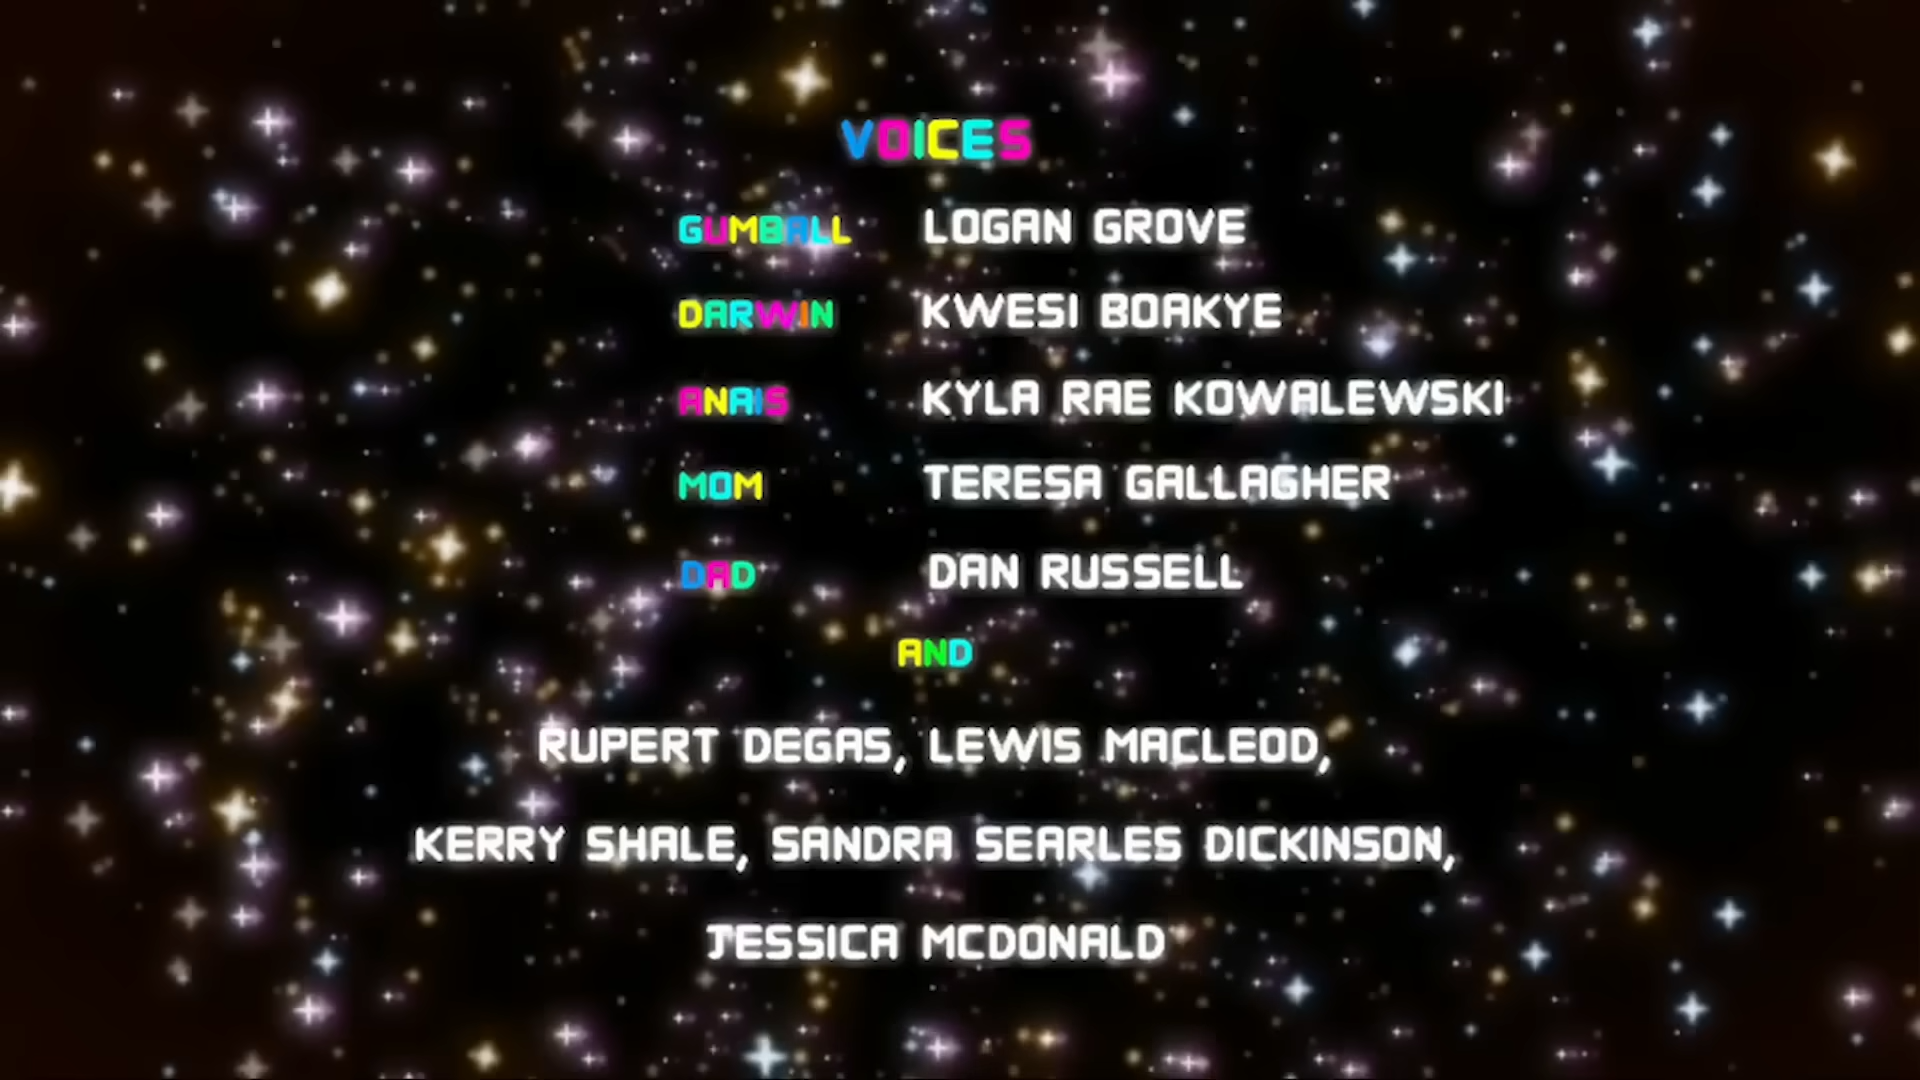 VOICES
GUMBALL LOGAN GROVE
DARWIN KWESI BOAKYE
ANAIS KYLA RAE KOWALEWSKI
MOM TERESA GALLAGHER
DAD DAN RUSSELL
AND
RUPERT DEGAS, LEWIS MACLEOD,
KERRY SHALE, SANDRA SEARLES DICKINSON,
JESSICA MCDONALD